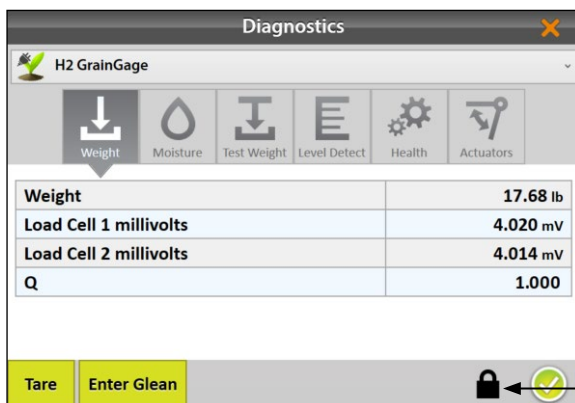 Diagnostics
H2 GrainGage
Weight Moisture Test Weight Level Detect Health Actuators
Weight 17.68 lb
Load Cell 1 millivolts 4.020 mV
Load Cell 2 millivolts 4.014 mV
Q 1.000
Tare Enter Glean